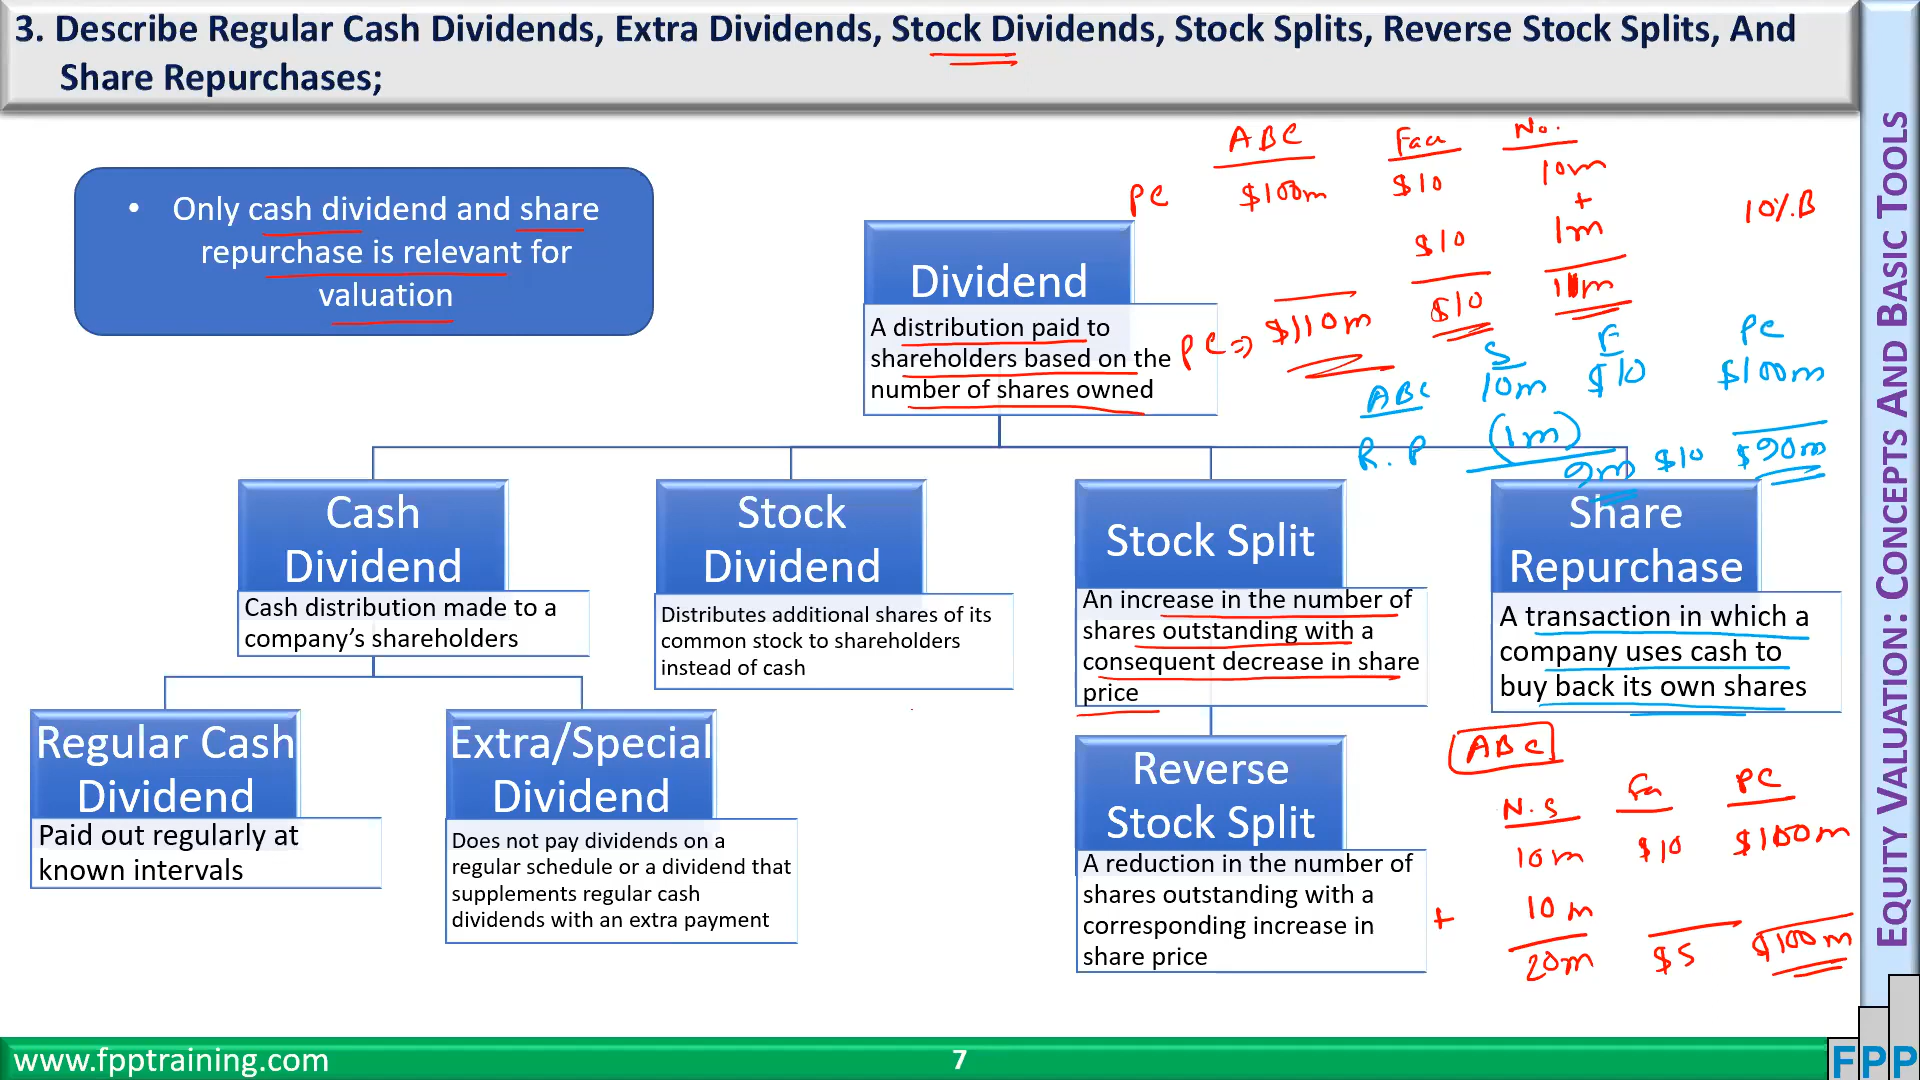 3. Describe Regular Cash Dividends, Extra Dividends, Stock Dividends, Stock Splits, Reverse Stock Splits, And
Share Repurchases;
• Only cash dividend and share
repurchase is relevant for
valuation
Dividend
A distribution paid to
shareholders based on the
number of shares owned
ABC No.
PC $100m $10 10m
+
$10 1m
10% B
PC => $110m $10 11m
S F PC
ABC 10m $10 $100m
R.P (1m)
9m $10 $90m
Cash
Dividend
Cash distribution made to a
company's shareholders
Stock
Dividend
Distributes additional shares of its
common stock to shareholders
instead of cash
Stock Split
An increase in the number of
shares outstanding with a
consequent decrease in share
price
Share
Repurchase
A transaction in which a
company uses cash to
buy back its own shares
Regular Cash
Dividend
Paid out regularly at
known intervals
Extra/Special
Dividend
Does not pay dividends on a
regular schedule or a dividend that
supplements regular cash
dividends with an extra payment
Reverse
Stock Split
A reduction in the number of
shares outstanding with a
corresponding increase in
share price
ABC
N.S Fa PC
10m $10 $100m
+ 10m
20m $5 $100m
Equity Valuation: Concepts And Basic Tools
www.fpptraining.com
7
FPP